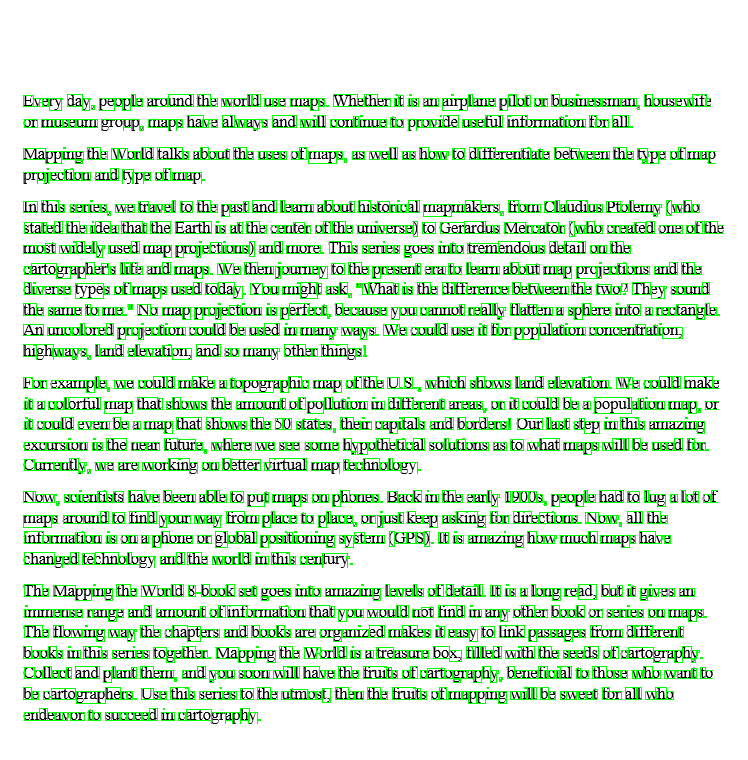 Every day, people around the world use maps. Whether it is an airplane pilot or businessman, housewife
or museum group, maps have always and will continue to provide useful information for all.
Mapping the World talks about the uses of maps, as well as how to differentiate between the type of map
projection and type of map.
In this series, we travel to the past and learn about historical mapmakers, from Claudius Ptolemy (who
stated the idea that the Earth is at the center of the universe) to Gerardus Mercator (who created one of the
most widely used map projections) and more. This series goes into tremendous detail on the
cartographer's life and maps. We then journey to the present era to learn about map projections and the
diverse types of maps used today. You might ask, "What is the difference between the two? They sound
the same to me." No map projection is perfect, because you cannot really flatten a sphere into a rectangle.
An uncolored projection could be used in many ways. We could use it for population concentration,
highways, land elevation, and so many other things!
For example, we could make a topographic map of the U.S., which shows land elevation. We could make
it a colorful map that shows the amount of pollution in different areas, or it could be a population map, or
it could even be a map that shows the 50 states, their capitals and borders! Our last step in this amazing
excursion is the near future, where we see some hypothetical solutions as to what maps will be used for.
Currently, we are working on better virtual map technology.
Now, scientists have been able to put maps on phones. Back in the early 1900s, people had to lug a lot of
maps around to find your way from place to place, or just keep asking for directions. Now, all the
information is on a phone or global positioning system (GPS). It is amazing how much maps have
changed technology and the world in this century.
The Mapping the World 8-book set goes into amazing levels of detail. It is a long read, but it gives an
immense range and amount of information that you would not find in any other book or series on maps.
The flowing way the chapters and books are organized makes it easy to link passages from different
books in this series together. Mapping the World is a treasure box, filled with the seeds of cartography.
Collect and plant them, and you soon will have the fruits of cartography, beneficial to those who want to
be cartographers. Use this series to the utmost, then the fruits of mapping will be sweet for all who
endeavor to succeed in cartography.